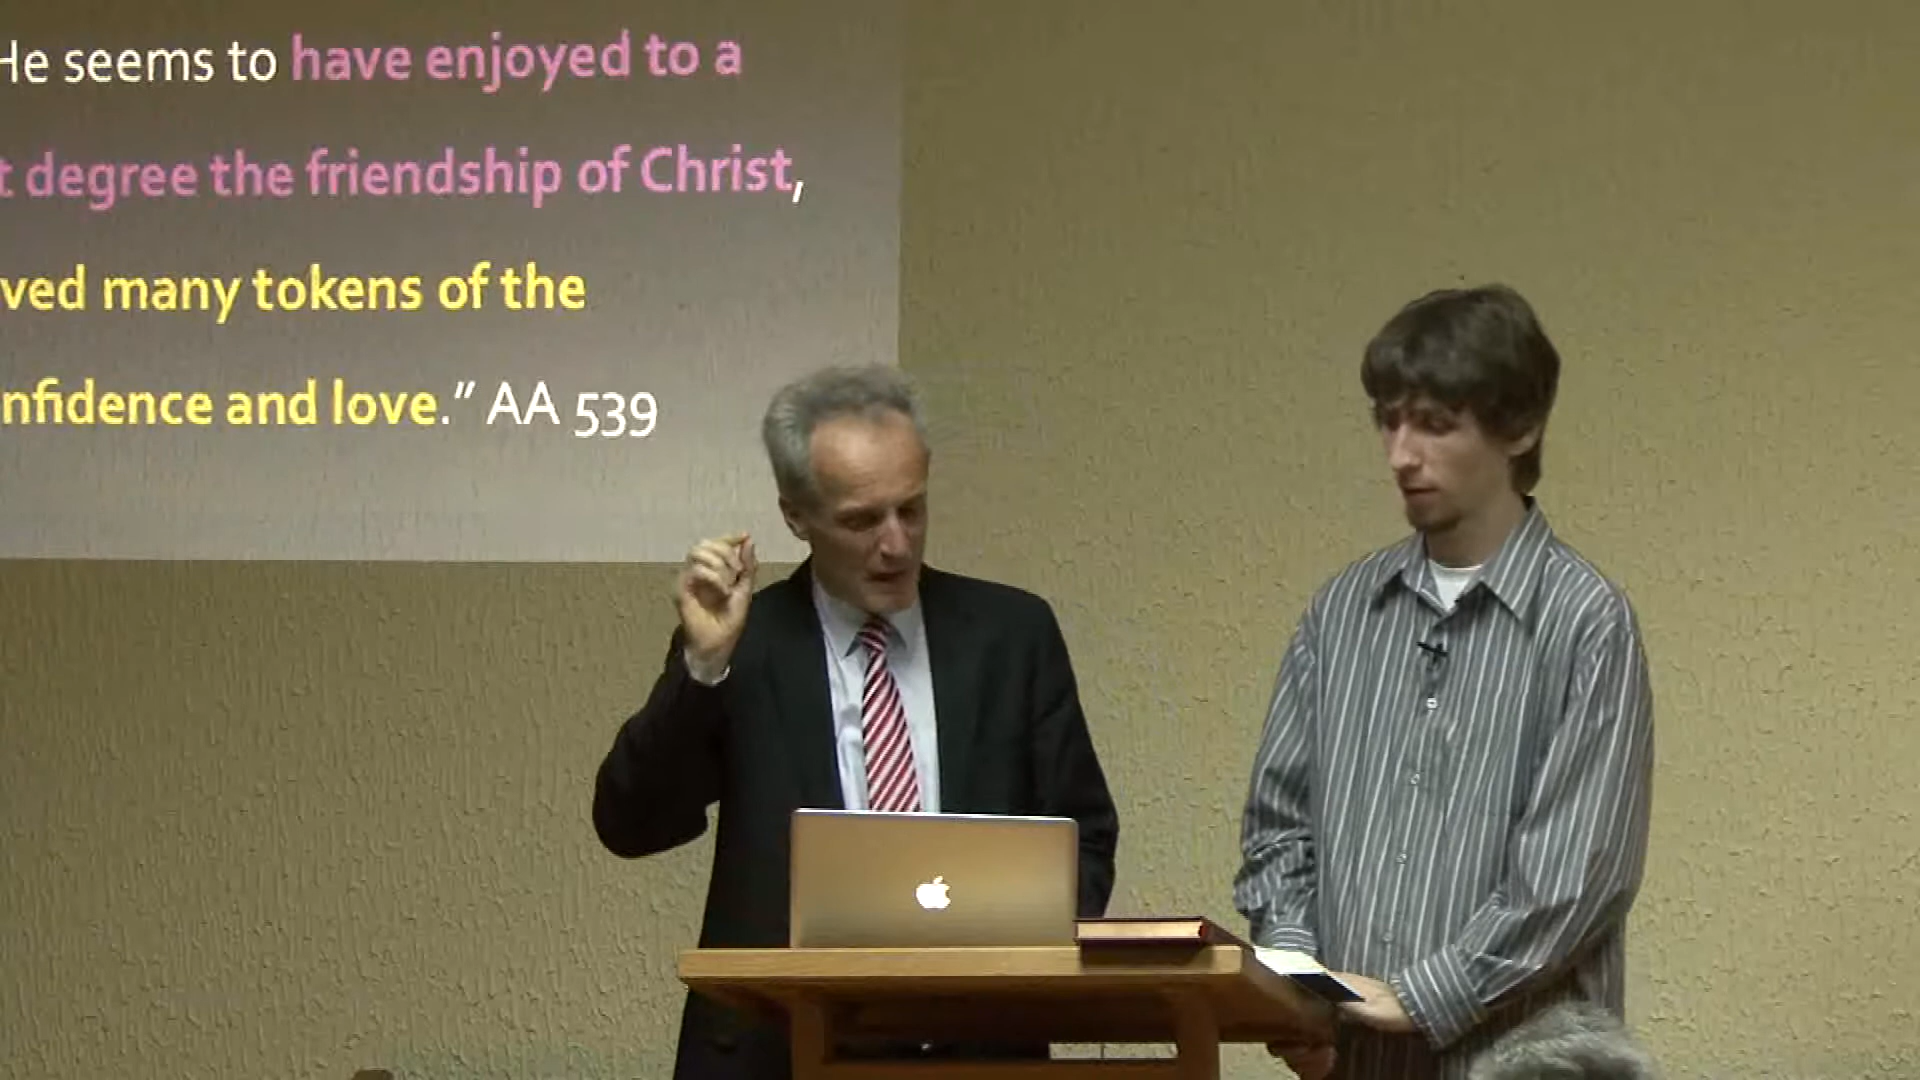 He seems to have enjoyed to a
t degree the friendship of Christ,
ved many tokens of the
nfidence and love.” AA 539